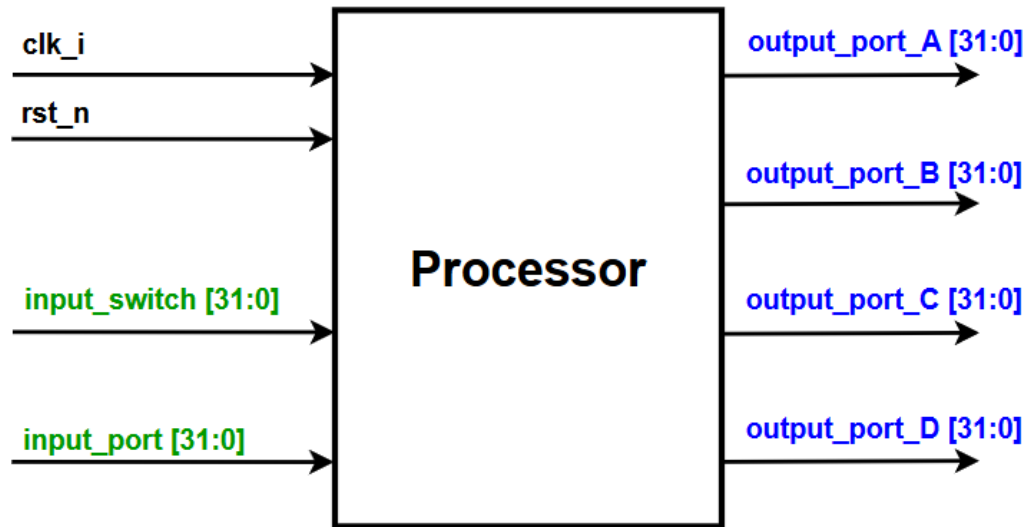 clk_i
rst_n
input_switch [31:0]
input_port [31:0]
Processor
output_port_A [31:0]
output_port_B [31:0]
output_port_C [31:0]
output_port_D [31:0]